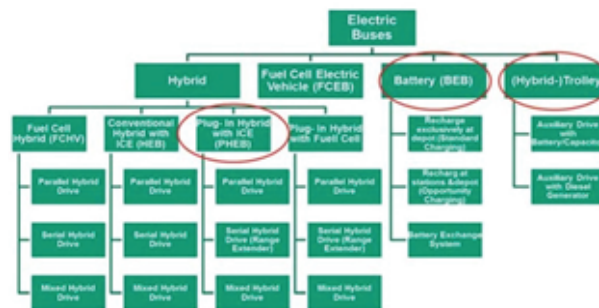 Electric
Buses
Hybrid
Fuel Cell Electric
Vehicle (FCEB)
Battery (BEB)
(Hybrid-)Trolley
Fuel Cell
Hybrid (FCHV)
Conventional
Hybrid with
ICE (HEB)
Plug- In Hybrid
with ICE
(PHEB)
Plug- In Hybrid
with Fuell Cell
Recharge
exclusively at
depot (Standard
Charging)
Auxiliary Drive
with
Battery/Capacitor
Parallel Hybrid
Drive
Parallel Hybrid
Drive
Parallel Hybrid
Drive
Parallel Hybrid
Drive
Recharg at
stations &depot
(Opportunity
Charging)
Auxiliary Drive
with Diesel
Generator
Serial Hybrid
Drive
Serial Hybrid
Drive
Serial Hybrid
Drive (Range
Extender)
Serial Hybrid
Drive (Range
Extender)
Battery Exchange
System
Mixed Hybrid
Drive
Mixed Hybrid
Drive
Mixed Hybrid
Drive
Mixed Hybrid
Drive